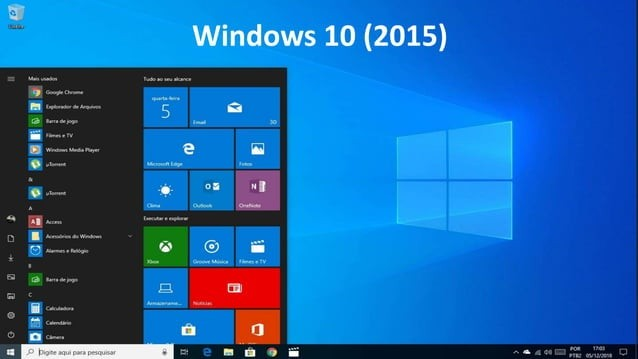 Windows 10 (2015)
Mais usados
Google Chrome
Explorador de Arquivos
Barra de jogo
Filmes e TV
Windows Media Player
µTorrent
&
µTorrent
A
Access
Acessórios do Windows
Alarmes e Relógio
B
Barra de jogo
C
Calculadora
Calendário
Câmera
Tudo ao seu alcance
quarta-feira
5
Email
30
Microsoft Edge
Fotos
Clima
Outlook
OneNote
Executar e explorar
Xbox
Groove Música
Filmes e TV
Armazename...
Notícias
Microsoft
Digite aqui para pesquisar
POR
PTB2
17:03
05/12/2018